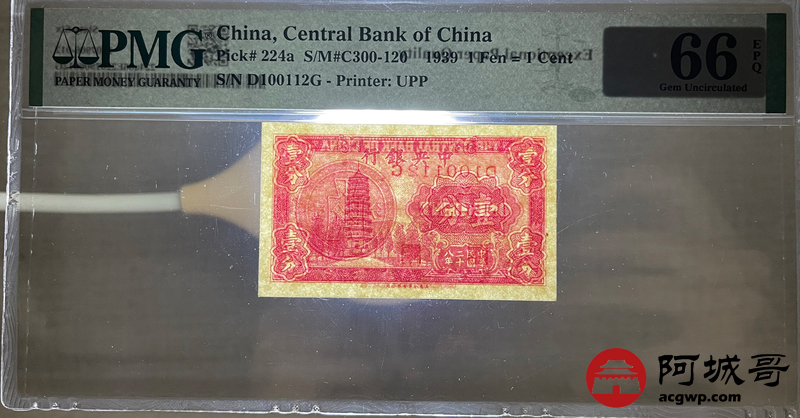 PMG
PAPER MONEY GUARANTY
China, Central Bank of China
Pick# 224a S/M#C300-120 1939 1 Fen = 1 Cent
S/N D100112G - Printer: UPP
66 EPQ
Gem Uncirculated
壹分 壹分
行銀央中
D100112G
分壹
壹分 壹分
阿城哥
acgwp.com